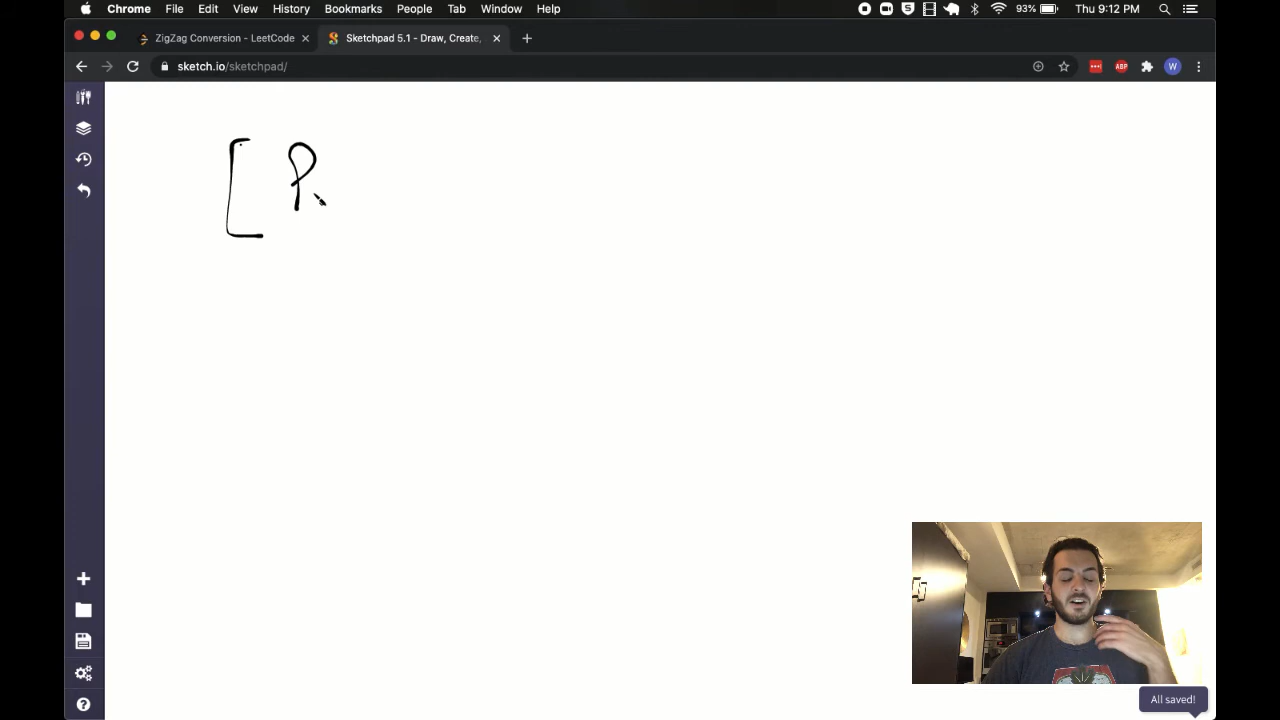 Chrome File Edit View History Bookmarks People Tab Window Help 93% Thu 9:12 PM
ZigZag Conversion - LeetCode Sketchpad 5.1 - Draw, Create,
sketch.io/sketchpad/ ABP W
[ P
All saved!